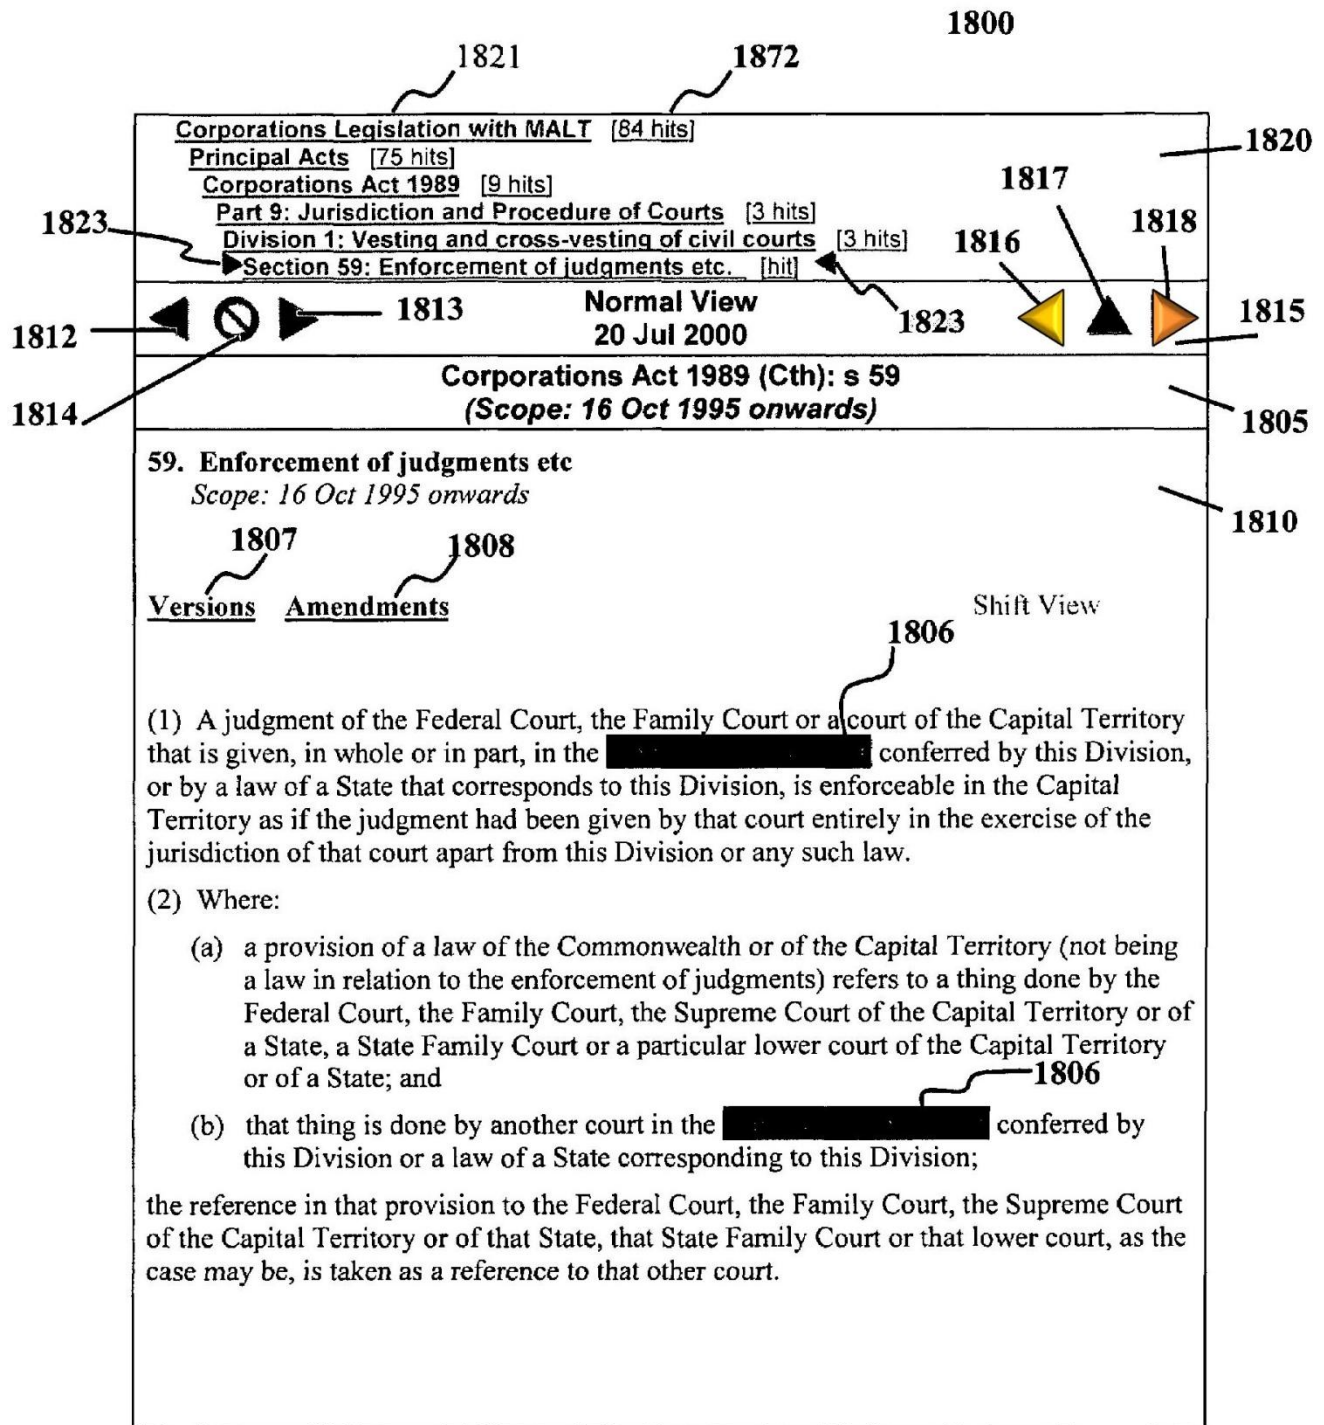 1800
1821 1872
Corporations Legislation with MALT [84 hits]
1820
Principal Acts [75 hits]
1817
Corporations Act 1989 [9 hits]
1823 Part 9: Jurisdiction and Procedure of Courts [3 hits] 1818
Division 1: Vesting and cross-vesting of civil courts [3 hits] 1816
Section 59: Enforcement of judgments etc. [hit]
1812 1813 Normal View 1823 1815
20 Jul 2000
1814 Corporations Act 1989 (Cth): s 59
(Scope: 16 Oct 1995 onwards) 1805
59. Enforcement of judgments etc
Scope: 16 Oct 1995 onwards
1810
1807 1808
Versions Amendments Shift View
1806
(1) A judgment of the Federal Court, the Family Court or a court of the Capital Territory
that is given, in whole or in part, in the conferred by this Division,
or by a law of a State that corresponds to this Division, is enforceable in the Capital
Territory as if the judgment had been given by that court entirely in the exercise of the
jurisdiction of that court apart from this Division or any such law.
(2) Where:
(a) a provision of a law of the Commonwealth or of the Capital Territory (not being
a law in relation to the enforcement of judgments) refers to a thing done by the
Federal Court, the Family Court, the Supreme Court of the Capital Territory or of
a State, a State Family Court or a particular lower court of the Capital Territory
or of a State; and 1806
(b) that thing is done by another court in the conferred by
this Division or a law of a State corresponding to this Division;
the reference in that provision to the Federal Court, the Family Court, the Supreme Court
of the Capital Territory or of that State, that State Family Court or that lower court, as the
case may be, is taken as a reference to that other court.